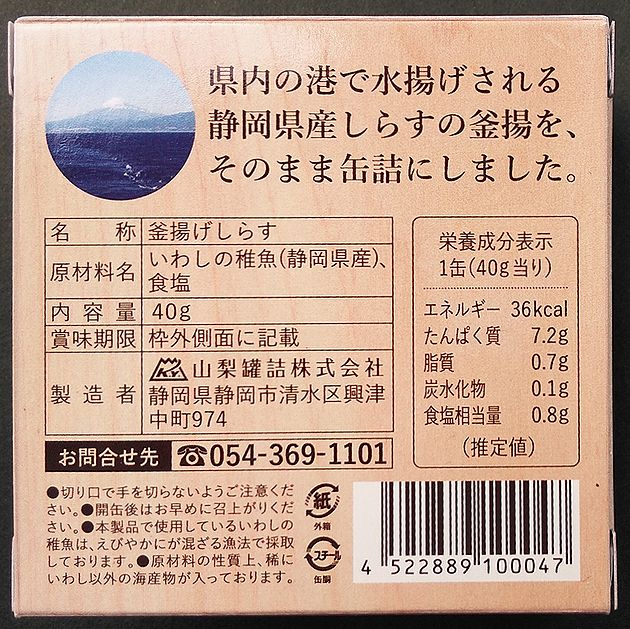 県内の港で水揚げされる
静岡県産しらすの釜揚を、
そのまま缶詰にしました。
名称 釜揚げしらす
原材料名 いわしの稚魚(静岡県産)、
食塩
内容量 40g
賞味期限 枠外側面に記載
製造者 山梨罐詰株式会社
静岡県静岡市清水区興津
中町974
お問合せ先 ☎054-369-1101
栄養成分表示
1缶(40g当り)
エネルギー 36kcal
たんぱく質 7.2g
脂質 0.7g
炭水化物 0.1g
食塩相当量 0.8g
(推定値)
●切り口で手を切らないようご注意くだ
さい。●開缶後はお早めに召上がりくだ
さい。●本製品で使用しているいわしの
稚魚は、えびやかにが混ざる漁法で採取
しております。●原材料の性質上、稀に
いわし以外の海産物が入っております。
紙
外箱
スチール
缶胴
4 522889 100047